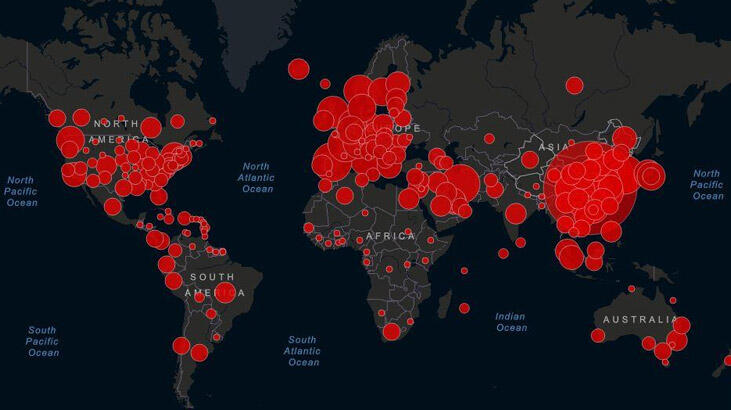 NORTH
AMERICA
OPE
ASIA
North
Pacific
Ocean
North
Atlantic
Ocean
North
Pacific
Ocean
AFRICA
SOUTH
AMERICA
Indian
Ocean
AUSTRALIA
South
Pacific
Ocean
South
Atlantic
Ocean